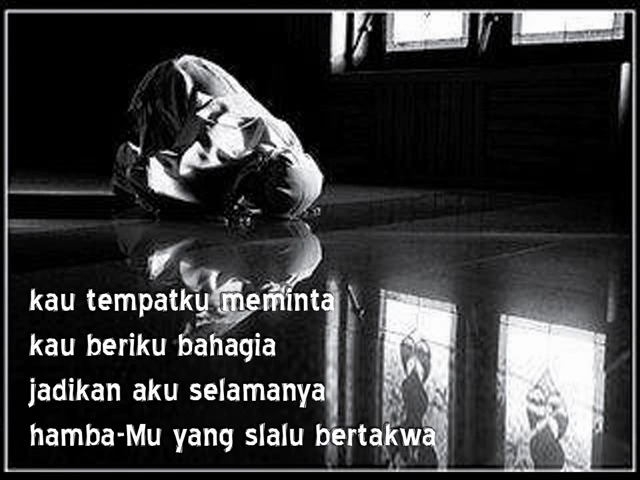 kau tempatku meminta
kau beriku bahagia
jadikan aku selamanya
hamba-Mu yang slalu bertakwa